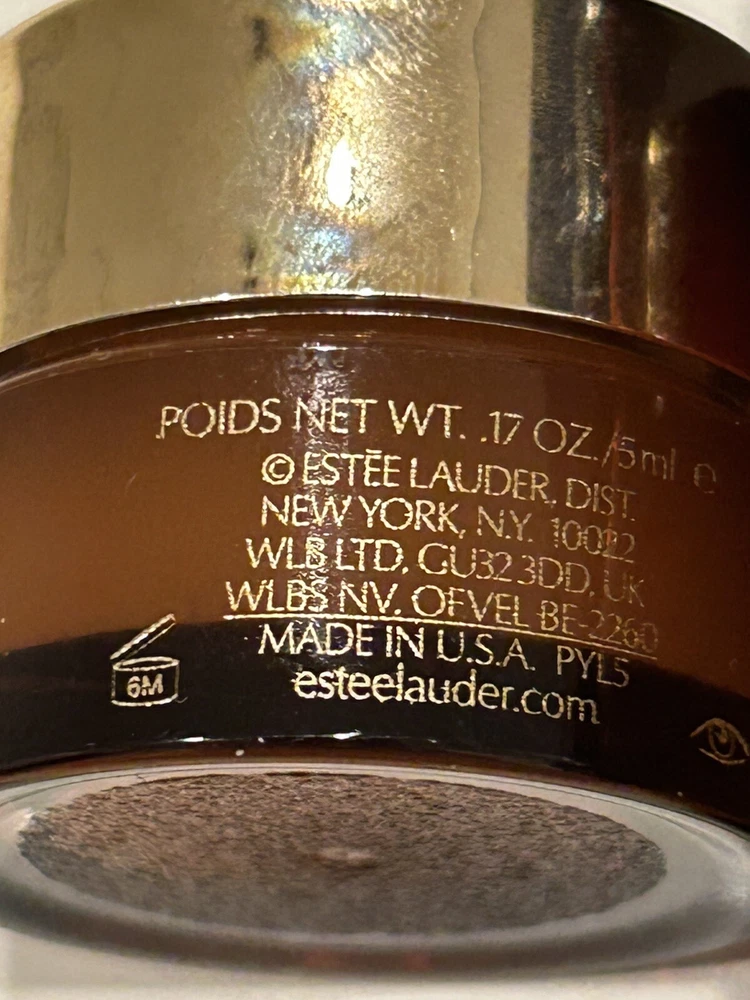 POIDS NET WT. .17 OZ./5ml e
© ESTĒE LAUDER, DIST.
NEW YORK, N.Y. 10022
WLB LTD, GU32 3DD, UK
WLBS NV. OEVEL BE-2260
MADE IN U.S.A. PYL5
esteelauder.com
6M